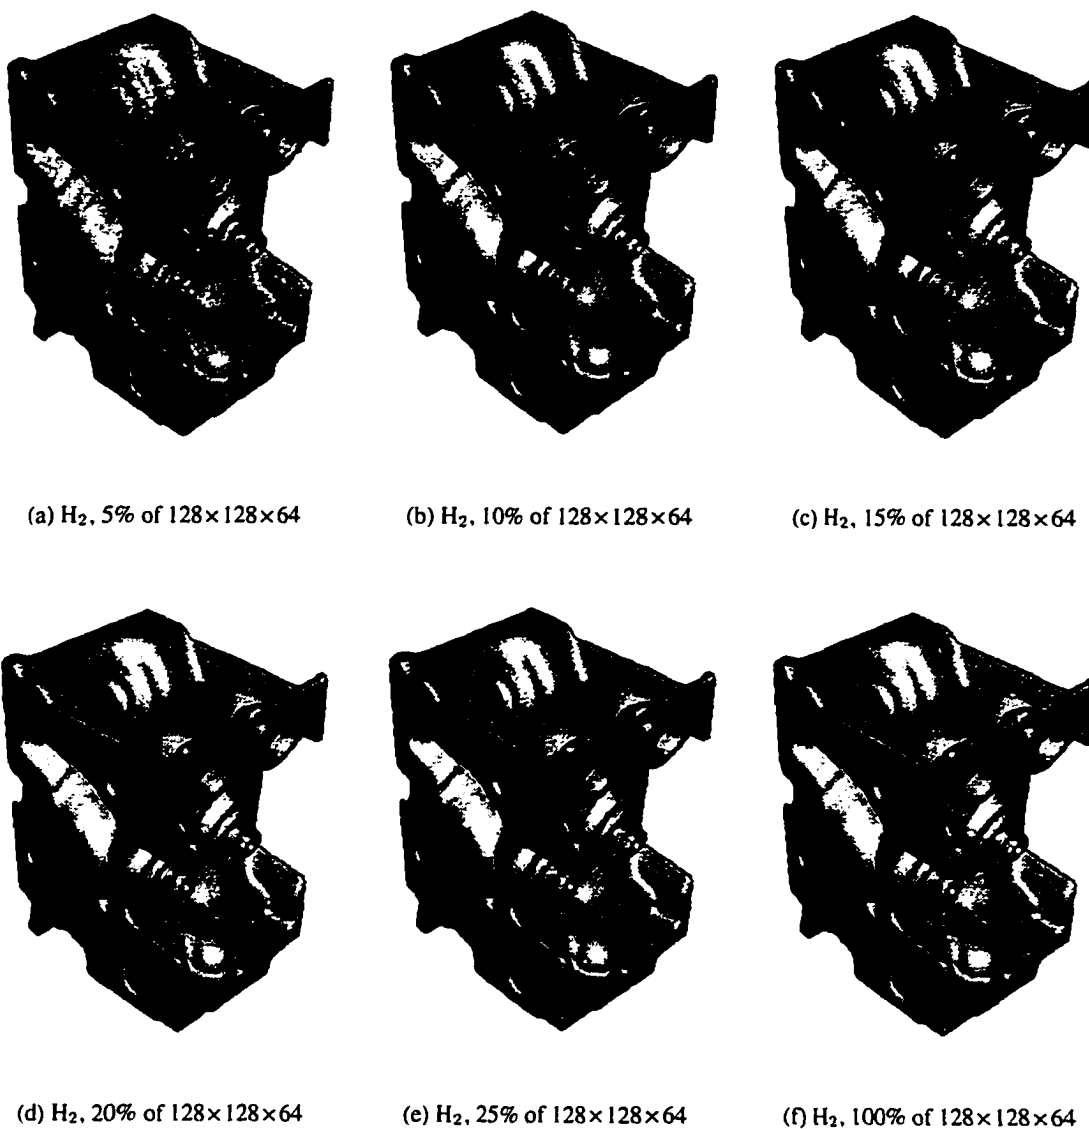 (a) H₂, 5% of 128×128×64
(b) H₂, 10% of 128×128×64
(c) H₂, 15% of 128×128×64
(d) H₂, 20% of 128×128×64
(e) H₂, 25% of 128×128×64
(f) H₂, 100% of 128×128×64